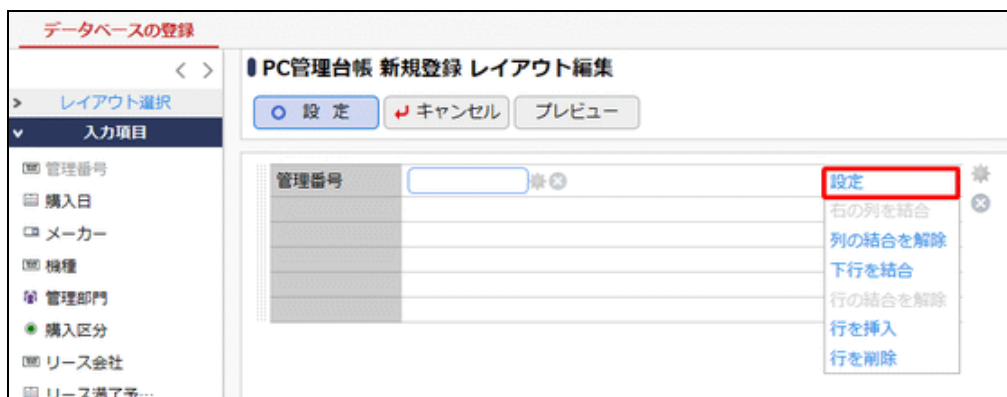 データベースの登録
PC管理台帳 新規登録 レイアウト編集
レイアウト選択
設 定
キャンセル
プレビュー
入力項目
管理番号
購入日
メーカー
機種
管理部門
購入区分
リース会社
リース満了予…
管理番号
設定
右の列を結合
列の結合を解除
下行を結合
行の結合を解除
行を挿入
行を削除